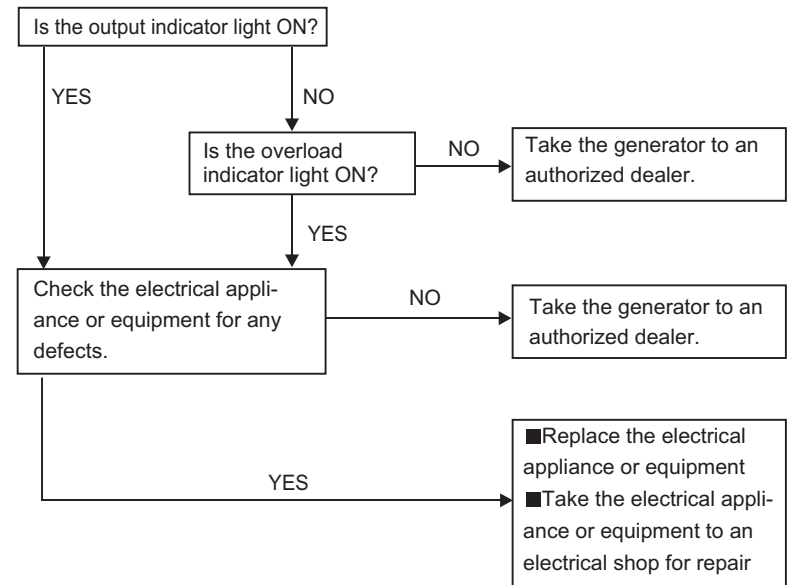 Is the output indicator light ON?
YES
NO
Is the overload
indicator light ON?
NO
Take the generator to an
authorized dealer.
YES
Check the electrical appli-
ance or equipment for any
defects.
NO
Take the generator to an
authorized dealer.
YES
■Replace the electrical
appliance or equipment
■Take the electrical appli-
ance or equipment to an
electrical shop for repair